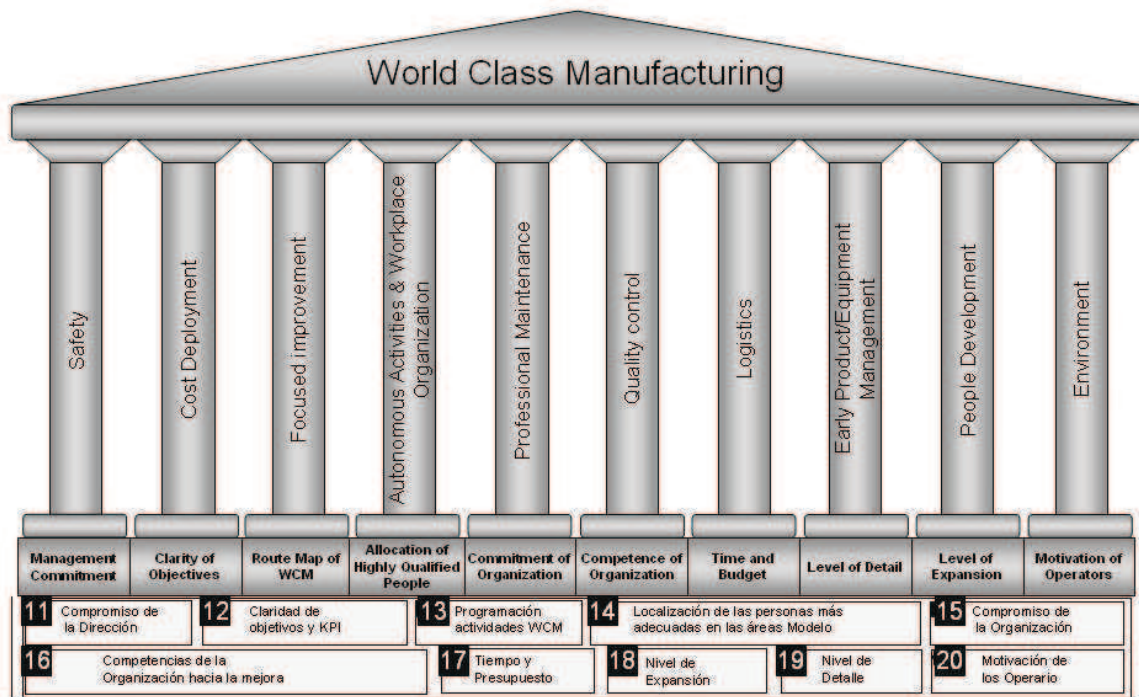 World Class Manufacturing
Safety
Cost Deployment
Focused improvement
Autonomous Activities & Workplace
Organization
Professional Maintenance
Quality control
Logistics
Early Product/Equipment
Management
People Development
Environment
Management
Commitment
Clarity of
Objectives
Route Map of
WCM
Allocation of
Highly Qualified
People
Commitment of
Organization
Competence of
Organization
Time and
Budget
Level of Detail
Level of
Expansion
Motivation of
Operators
11 Compromiso de
la Dirección
12 Claridad de
objetivos y KPI
13 Programación
actividades WCM
14 Localización de las personas más
adecuadas en las áreas Modelo
15 Compromiso de
la Organización
16 Competencias de la
Organización hacia la mejora
17 Tiempo y
Presupuesto
18 Nivel de
Expansión
19 Nivel de
Detalle
20 Motivación de
los Operario